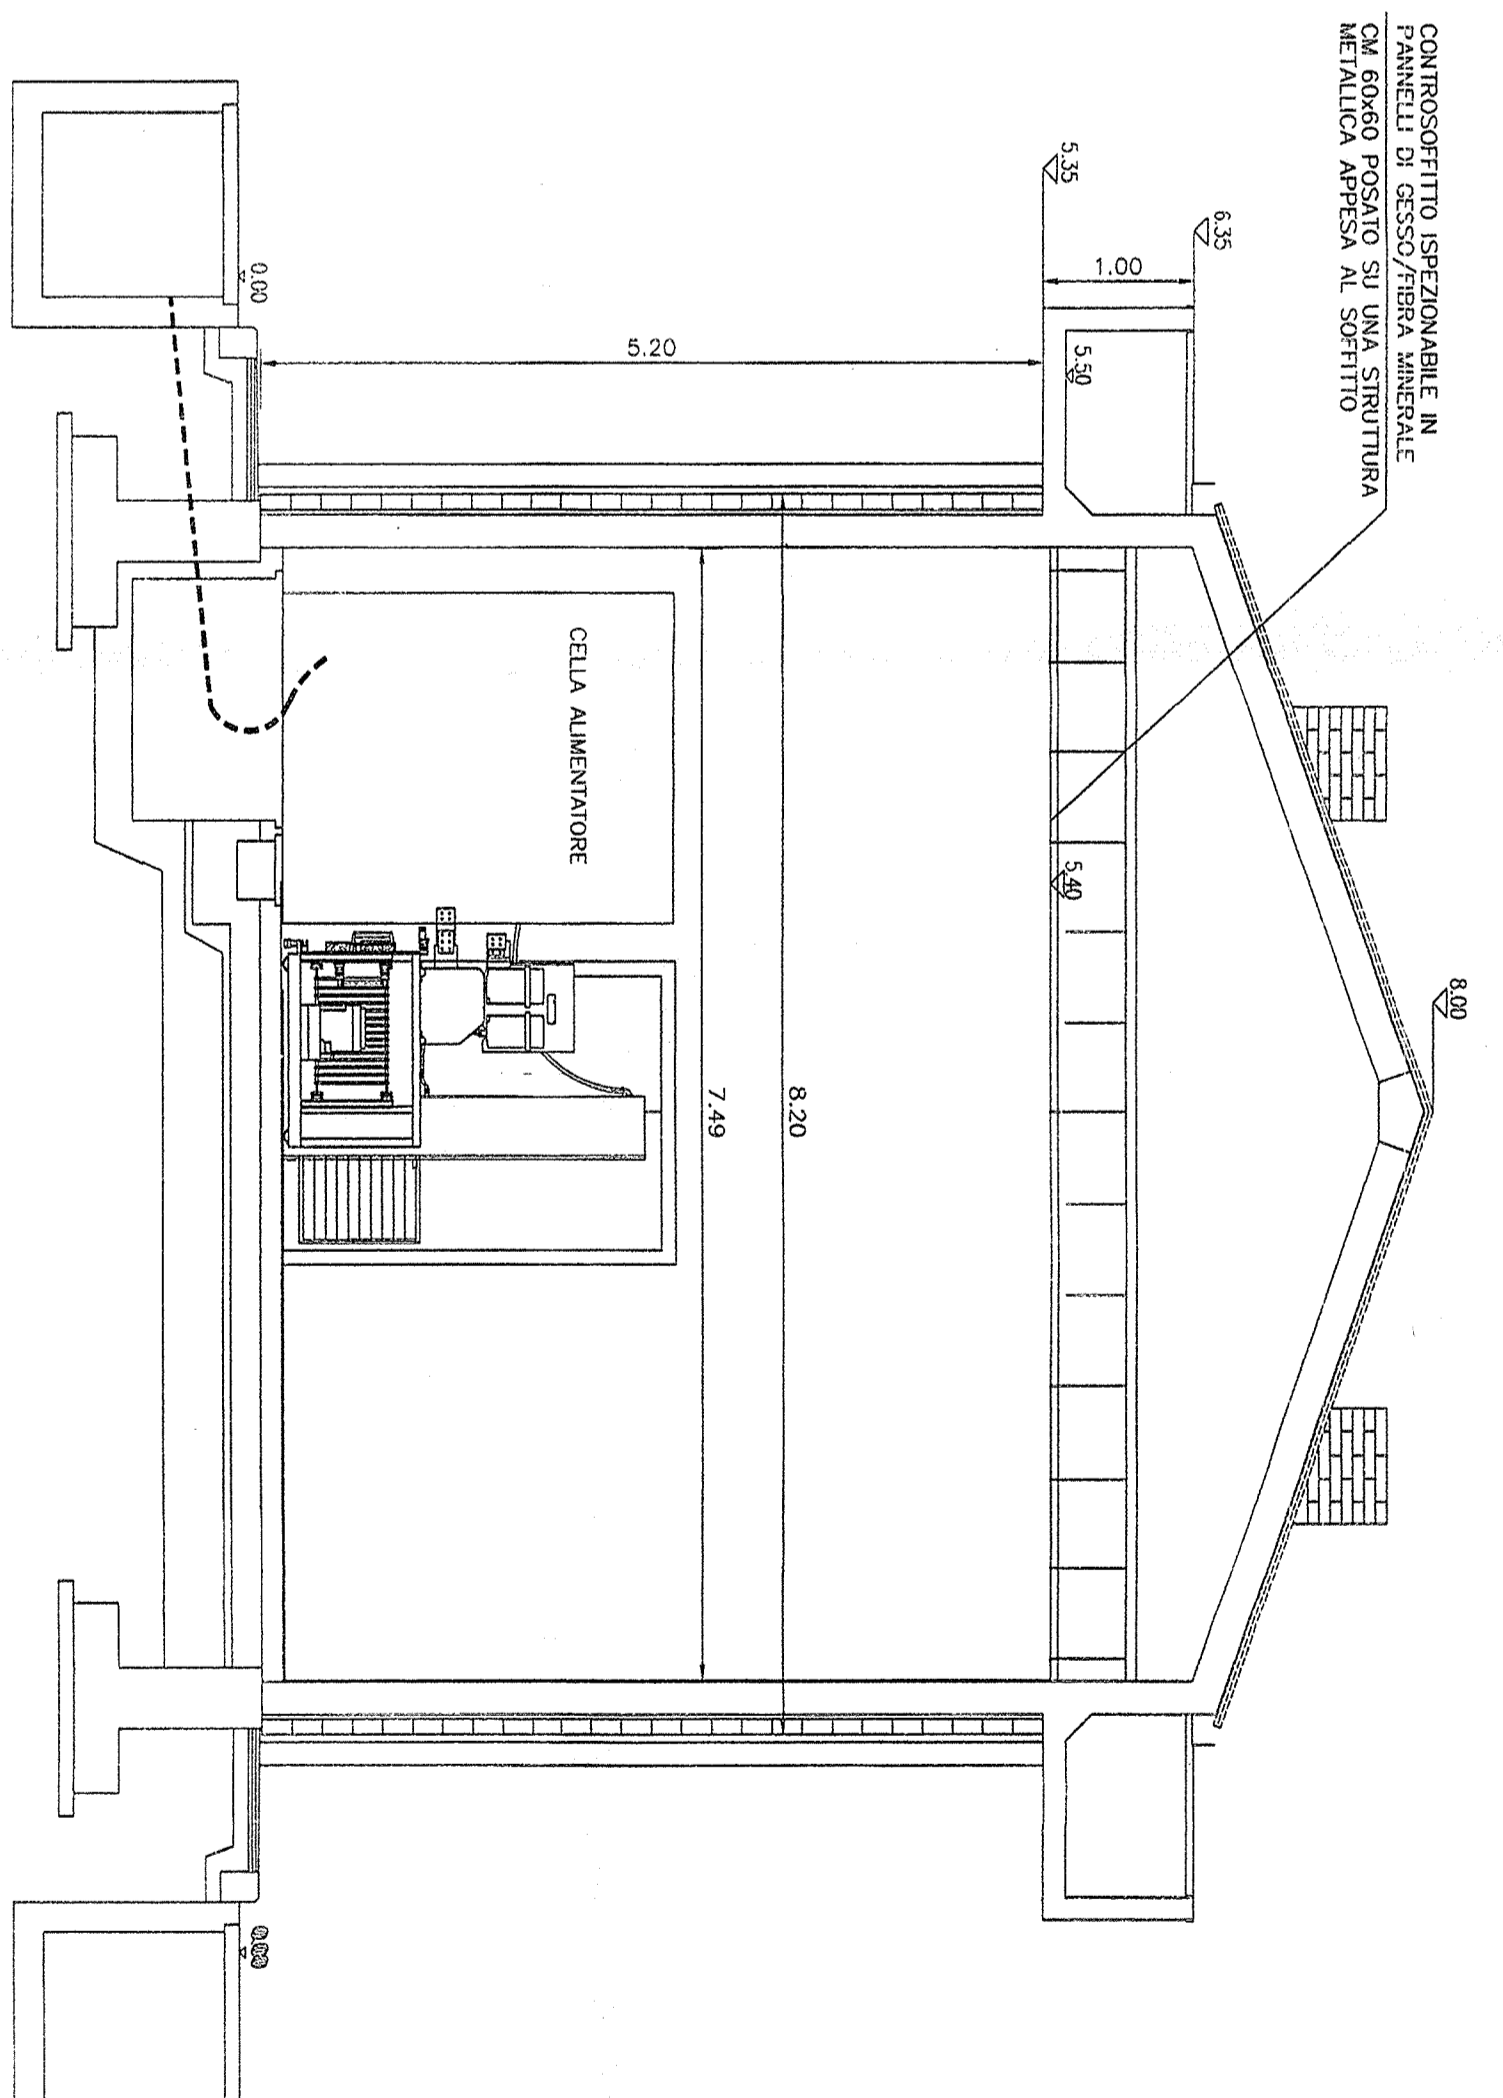 CONTROSOFFITTO ISPEZIONABILE IN
PANNELLI DI GESSO/FIBRA MINERALE
CM 60x60 POSATO SU UNA STRUTTURA
METALLICA APPESA AL SOFFITTO
8.00
6.35
5.35
1.00
5.50
5.40
5.20
8.20
7.49
CELLA ALIMENTATORE
0.00
0.00